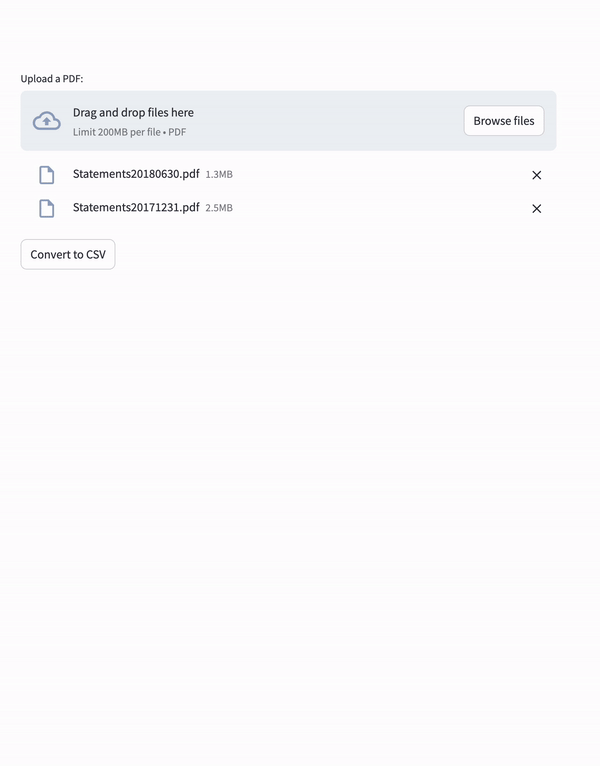 Upload a PDF:
Drag and drop files here
Limit 200MB per file • PDF
Browse files
Statements20180630.pdf 1.3MB
Statements20171231.pdf 2.5MB
Convert to CSV